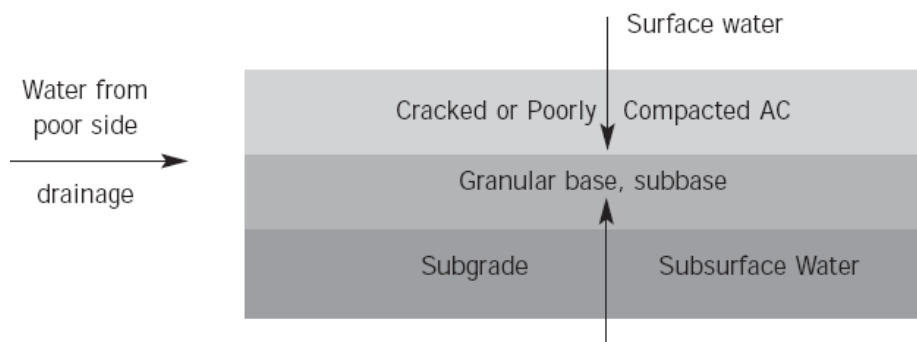 Surface water
Water from
poor side
drainage
Cracked or Poorly Compacted AC
Granular base, subbase
Subgrade
Subsurface Water